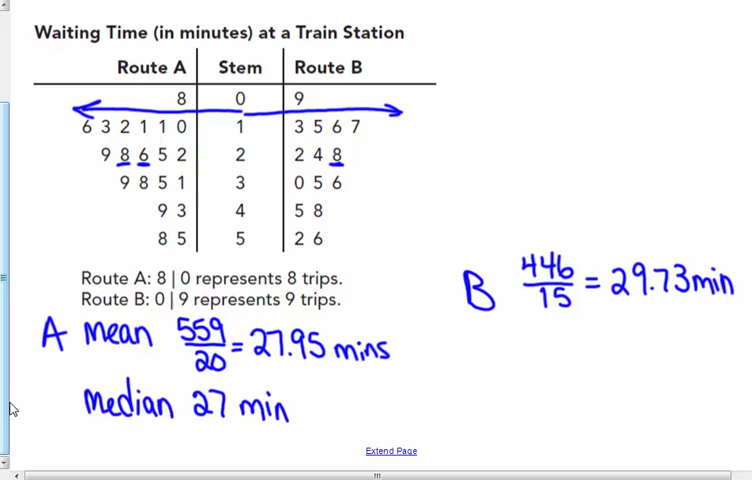 Waiting Time (in minutes) at a Train Station
Route A Stem Route B
8 0 9
6 3 2 1 1 0 1 3 5 6 7
9 8 6 5 2 2 2 4 8
9 8 5 1 3 0 5 6
9 3 4 5 8
8 5 5 2 6
Route A: 8 | 0 represents 8 trips.
Route B: 0 | 9 represents 9 trips.
B 446/15 = 29.73 min
A mean 559/20 = 27.95 mins
median 27 min
Extend Page